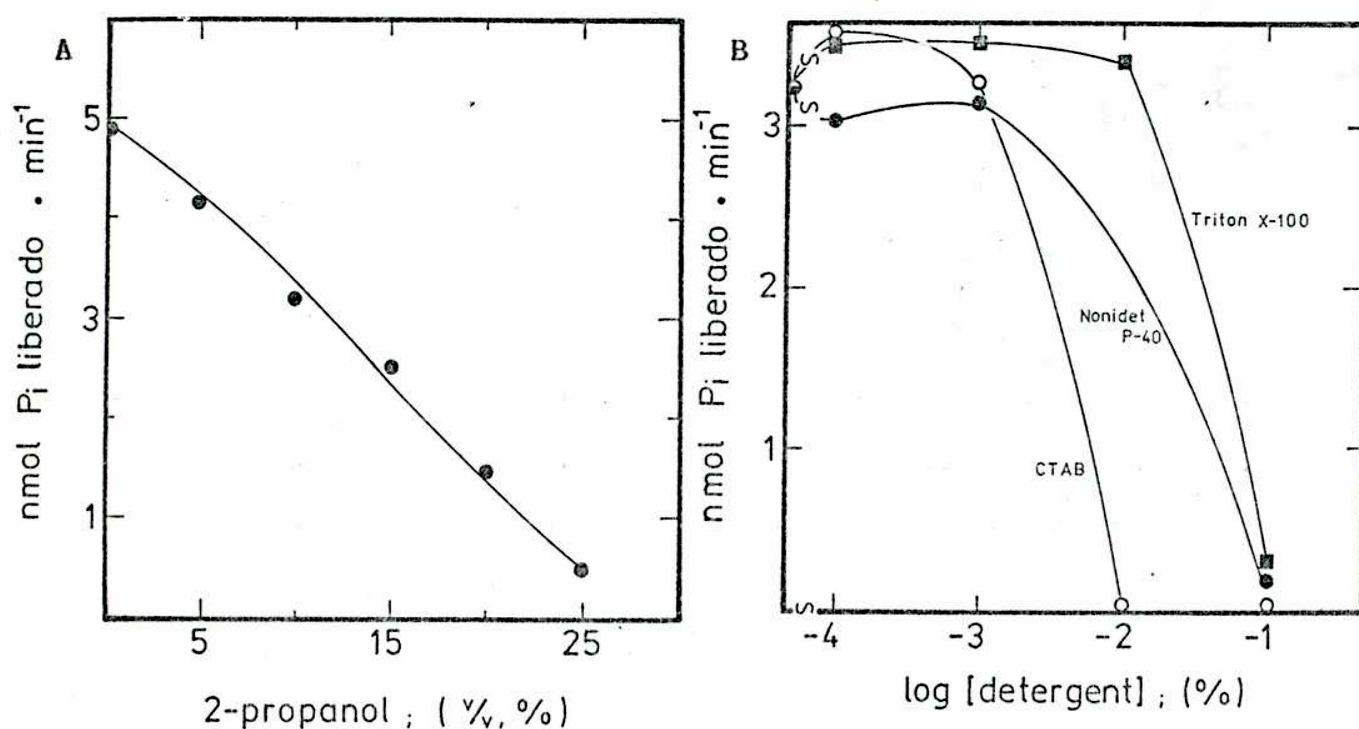 A
nmol Pi liberado • min⁻¹
5
3
1
5
15
25
2-propanol ; ( v/v, %)
B
nmol Pi liberado • min⁻¹
3
2
1
S
S
S
Triton X-100
Nonidet
P-40
CTAB
-4
-3
-2
-1
log [detergent] ; (%)